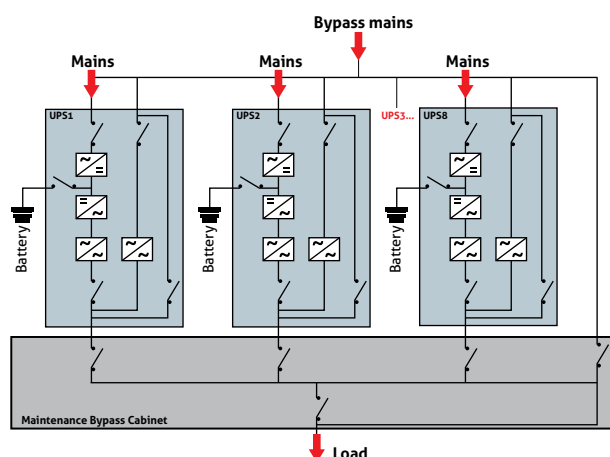 Bypass mains
Mains
Mains
Mains
UPS1
UPS2
UPS3...
UPS8
Battery
Battery
Battery
Maintenance Bypass Cabinet
Load